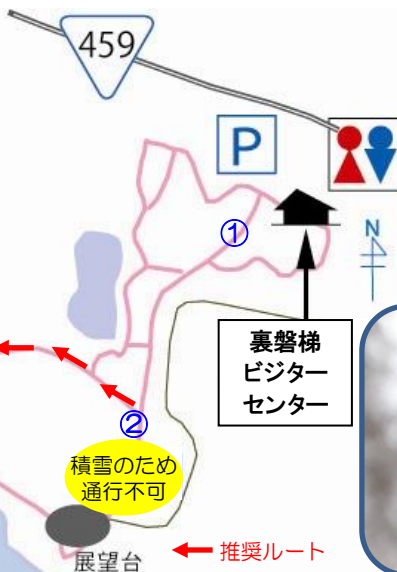 459
P
①
N
裏磐梯
ビジター
センター
②
積雪のため
通行不可
展望台
推奨ルート